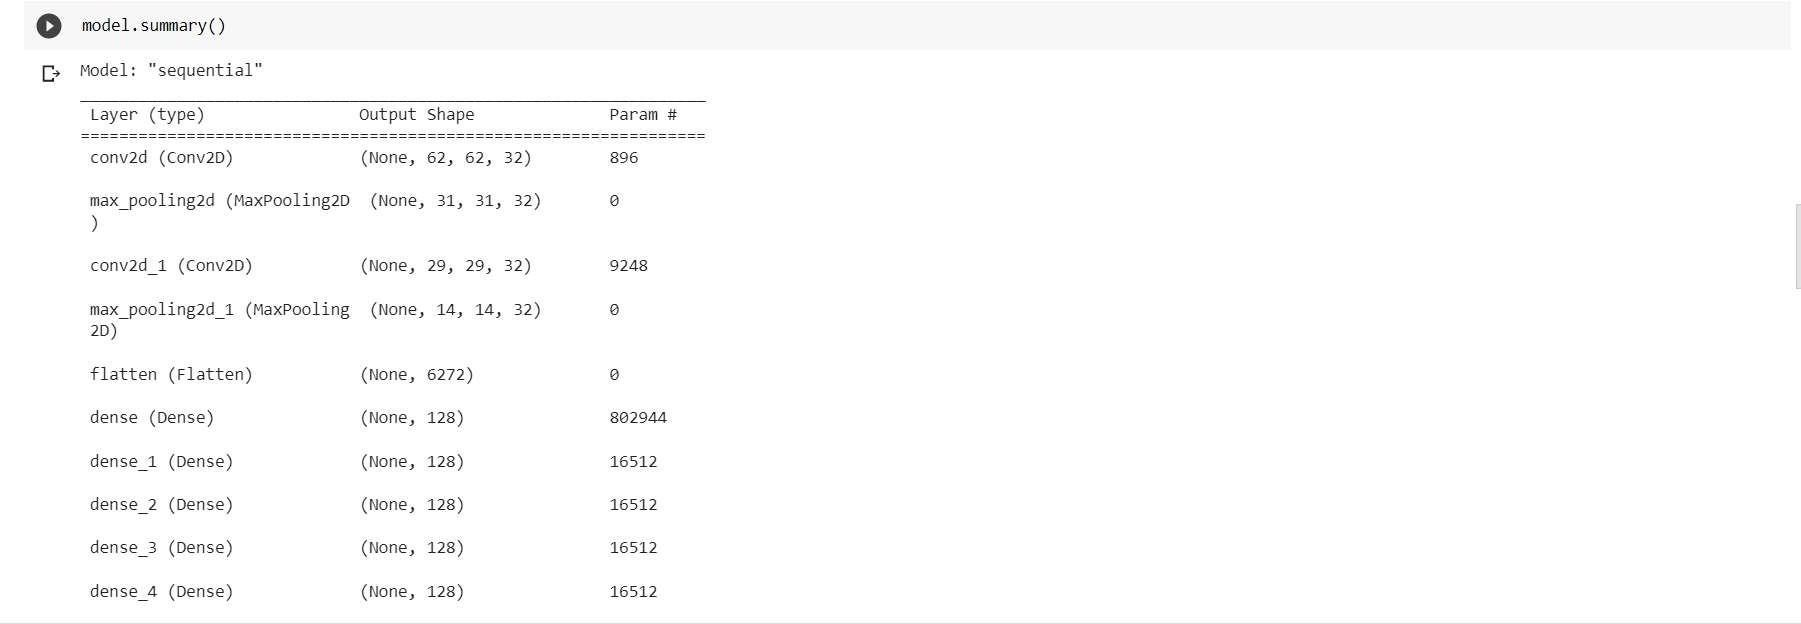 model.summary()
Model: "sequential"
_________________________________________________________________
Layer (type) Output Shape Param #
=================================================================
conv2d (Conv2D) (None, 62, 62, 32) 896
max_pooling2d (MaxPooling2D (None, 31, 31, 32) 0
)
conv2d_1 (Conv2D) (None, 29, 29, 32) 9248
max_pooling2d_1 (MaxPooling (None, 14, 14, 32) 0
2D)
flatten (Flatten) (None, 6272) 0
dense (Dense) (None, 128) 802944
dense_1 (Dense) (None, 128) 16512
dense_2 (Dense) (None, 128) 16512
dense_3 (Dense) (None, 128) 16512
dense_4 (Dense) (None, 128) 16512